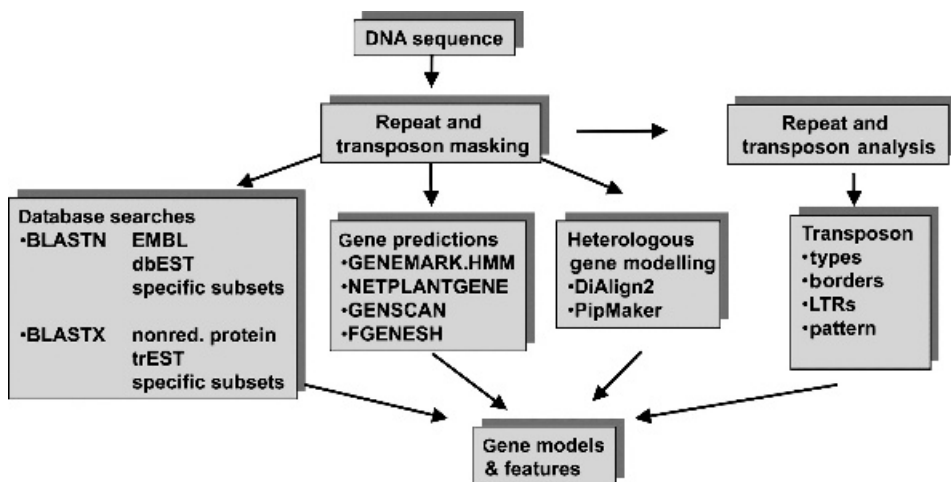 DNA sequence
Repeat and
transposon masking
Repeat and
transposon analysis
Database searches
•BLASTN EMBL
dbEST
specific subsets
•BLASTX nonred. protein
trEST
specific subsets
Gene predictions
•GENEMARK.HMM
•NETPLANTGENE
•GENSCAN
•FGENESH
Heterologous
gene modelling
•DiAlign2
•PipMaker
Transposon
•types
•borders
•LTRs
•pattern
Gene models
& features